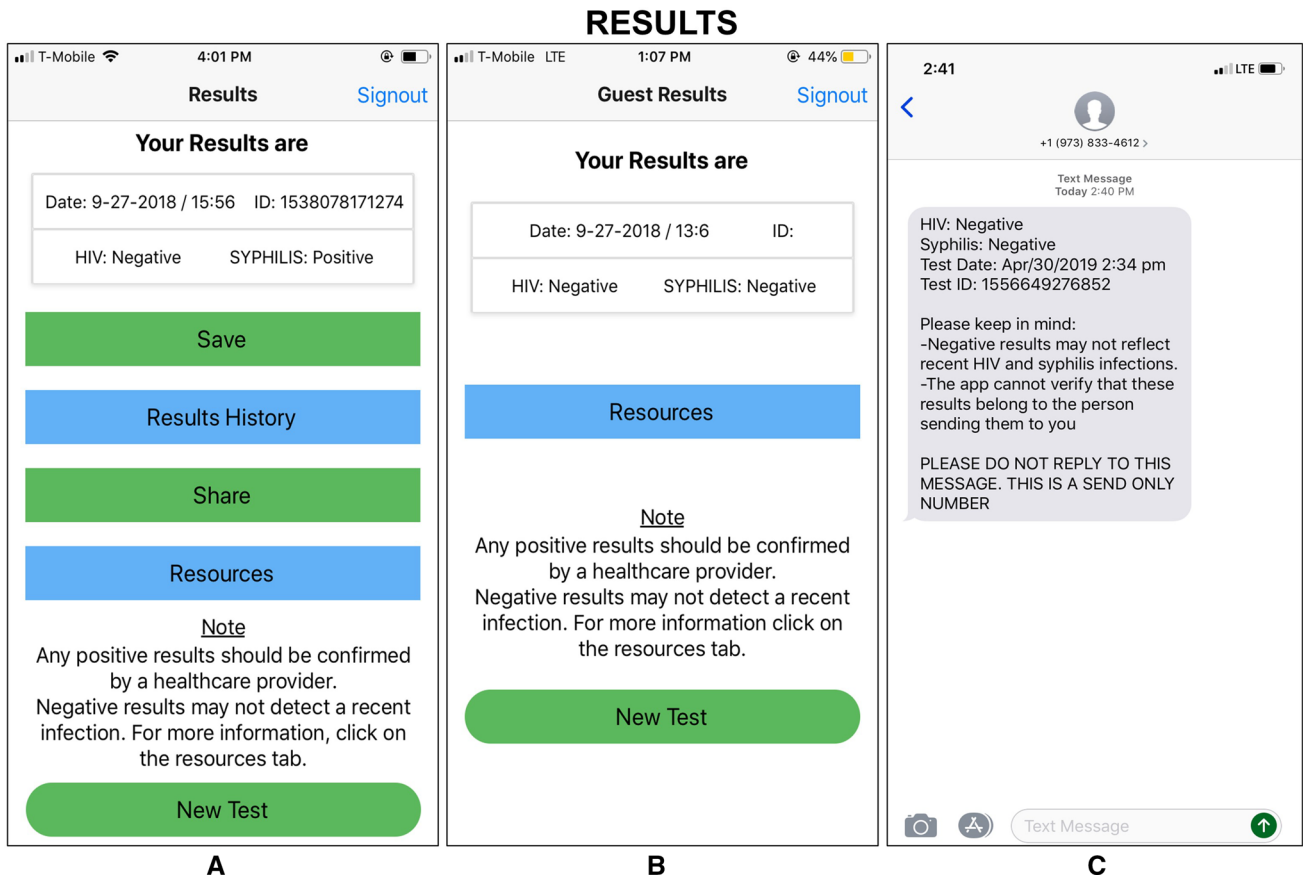 RESULTS
T-Mobile
4:01 PM
Results
Signout
Your Results are
Date: 9-27-2018 / 15:56 ID: 1538078171274
HIV: Negative SYPHILIS: Positive
Save
Results History
Share
Resources
Note
Any positive results should be confirmed
by a healthcare provider.
Negative results may not detect a recent
infection. For more information, click on
the resources tab.
New Test
A
T-Mobile LTE
1:07 PM
44%
Guest Results
Signout
Your Results are
Date: 9-27-2018 / 13:6 ID:
HIV: Negative SYPHILIS: Negative
Resources
Note
Any positive results should be confirmed
by a healthcare provider.
Negative results may not detect a recent
infection. For more information click on
the resources tab.
New Test
B
2:41
LTE
+1 (973) 833-4612 >
Text Message
Today 2:40 PM
HIV: Negative
Syphilis: Negative
Test Date: Apr/30/2019 2:34 pm
Test ID: 1556649276852
Please keep in mind:
-Negative results may not reflect
recent HIV and syphilis infections.
-The app cannot verify that these
results belong to the person
sending them to you
PLEASE DO NOT REPLY TO THIS
MESSAGE. THIS IS A SEND ONLY
NUMBER
Text Message
C